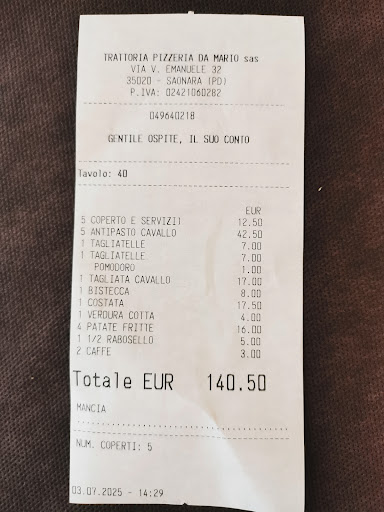 TRATTORIA PIZZERIA DA MARIO sas
VIA V. EMANUELE 32
35020 - SAONARA (PD)
P.IVA: 02421060282
049640218
GENTILE OSPITE, IL SUO CONTO
Tavolo: 40
EUR
5 COPERTO E SERVIZI) 12.50
5 ANTIPASTO CAVALLO 42.50
1 TAGLIATELLE 7.00
1 TAGLIATELLE 7.00
POMODORO 1.00
1 TAGLIATA CAVALLO 17.00
1 BISTECCA 8.00
1 COSTATA 17.50
1 VERDURA COTTA 4.00
4 PATATE FRITTE 16.00
1 1/2 RABOSELLO 5.00
2 CAFFE 3.00
Totale EUR 140.50
MANCIA
NUM. COPERTI: 5
03.07.2025 - 14:29